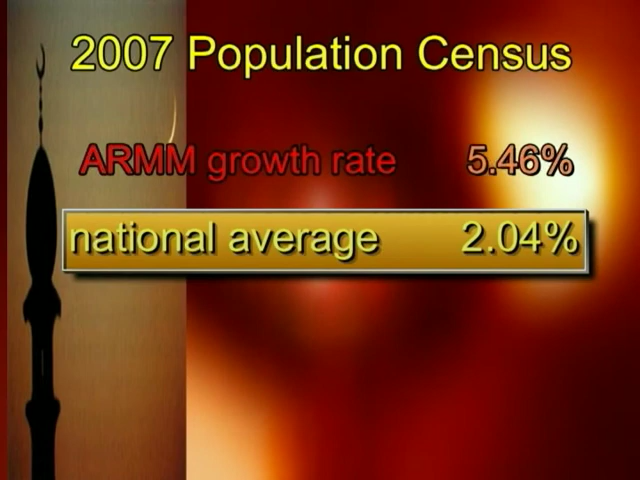 2007 Population Census
ARMM growth rate 5.46%
national average 2.04%